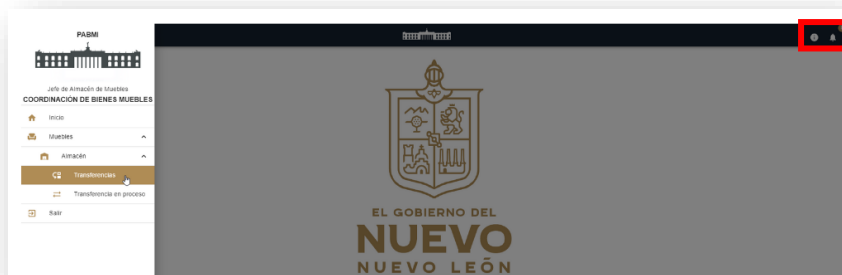 PABMI
Jefe de Almacén de Muebles
COORDINACIÓN DE BIENES MUEBLES
Inicio
Muebles
Almacén
Transferencias
Transferencia en proceso
Salir
EL GOBIERNO DEL
NUEVO
NUEVO LEÓN